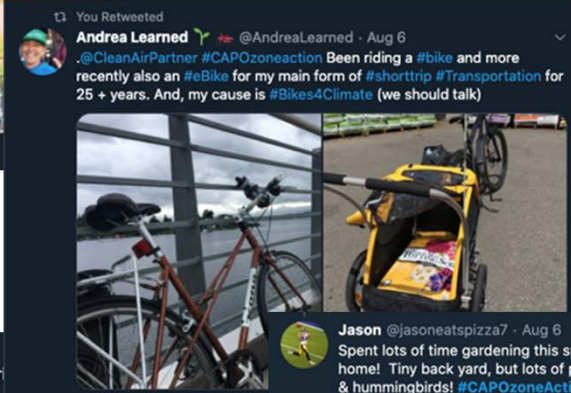 You Retweeted
Andrea Learned @AndreaLearned · Aug 6
.@CleanAirPartner #CAPOzoneaction Been riding a #bike and more
recently also an #eBike for my main form of #shorttrip #Transportation for
25 + years. And, my cause is #Bikes4Climate (we should talk)
Jason @jasoneatspizza7 · Aug 6
Spent lots of time gardening this
home! Tiny back yard, but lots of
& hummingbirds! #CAPOzoneActi